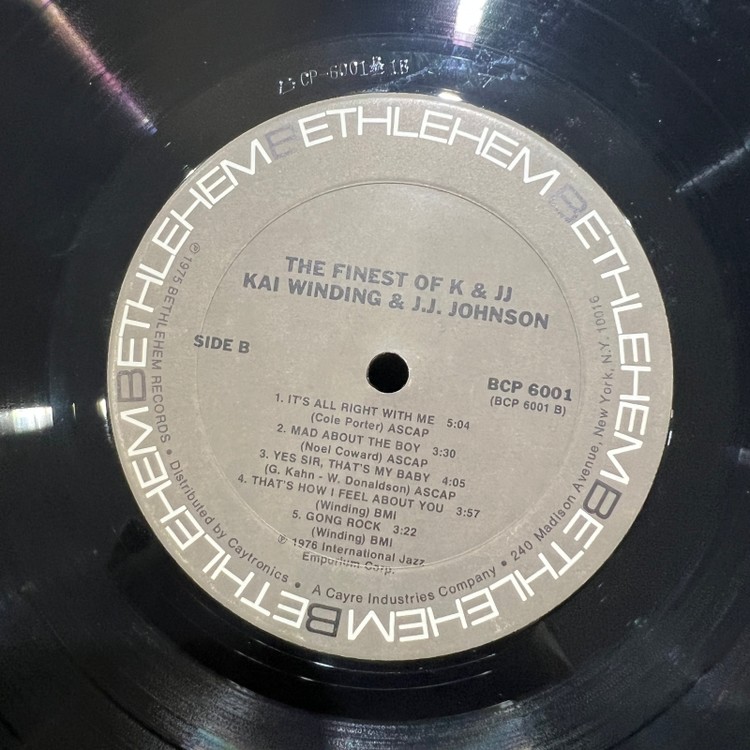 CP-6001 1B
BETHLEHEM BETHLEHEM BETHLEHEM BETHLEHEM BETHLEHEM BETHLEHEM
THE FINEST OF K & JJ
KAI WINDING & J.J. JOHNSON
SIDE B
BCP 6001
(BCP 6001 B)
1. IT'S ALL RIGHT WITH ME 5:04
(Cole Porter) ASCAP
2. MAD ABOUT THE BOY 3:30
(Noel Coward) ASCAP
3. YES SIR, THAT'S MY BABY 4:05
(G. Kahn - W. Donaldson) ASCAP
4. THAT'S HOW I FEEL ABOUT YOU 3:57
(Winding) BMI
5. GONG ROCK 3:22
(Winding) BMI
℗ 1976 International Jazz
Emporium Corp.
℗ 1975 BETHLEHEM RECORDS • Distributed by Caytronics • A Cayre Industries Company • 240 Madison Avenue, New York, N.Y. 10016